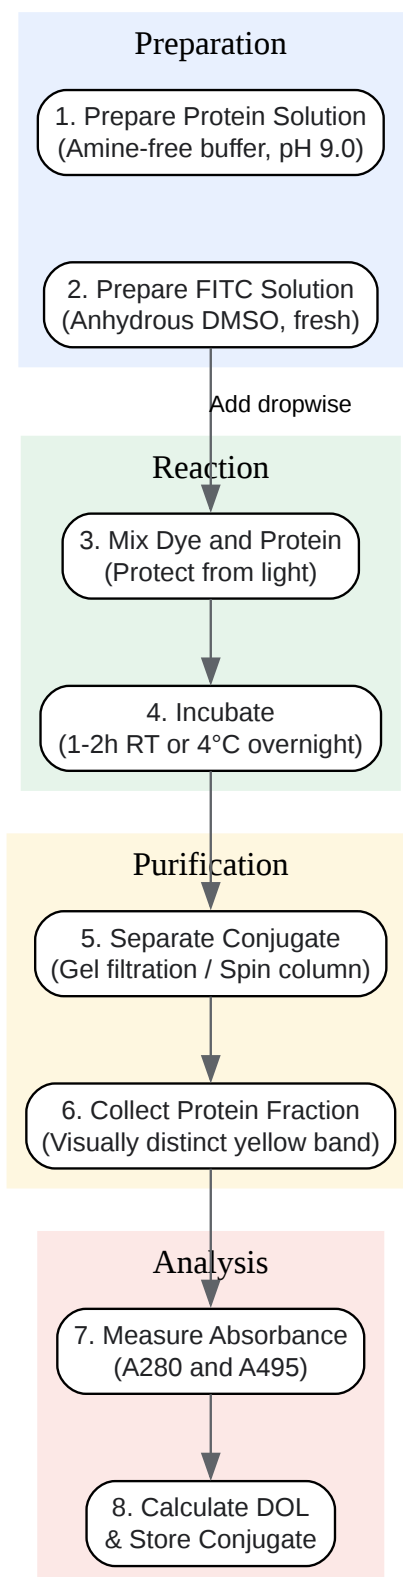 Preparation
1. Prepare Protein Solution
(Amine-free buffer, pH 9.0)
2. Prepare FITC Solution
(Anhydrous DMSO, fresh)
Add dropwise
Reaction
3. Mix Dye and Protein
(Protect from light)
4. Incubate
(1-2h RT or 4°C overnight)
Purification
5. Separate Conjugate
(Gel filtration / Spin column)
6. Collect Protein Fraction
(Visually distinct yellow band)
Analysis
7. Measure Absorbance
(A280 and A495)
8. Calculate DOL
& Store Conjugate